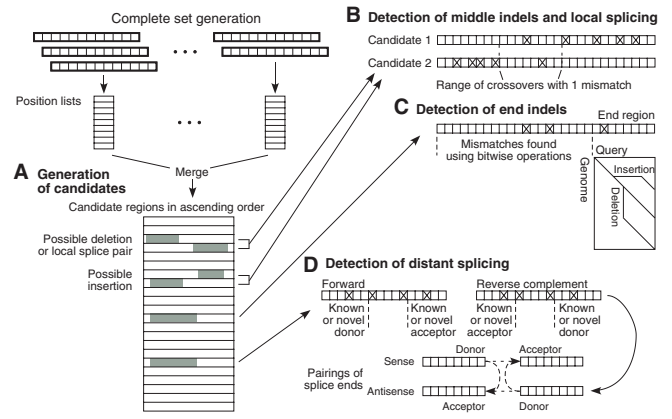 Complete set generation
Position lists
Merge
A Generation
of candidates
Candidate regions in ascending order
Possible deletion
or local splice pair
Possible
insertion
B Detection of middle indels and local splicing
Candidate 1
Candidate 2
Range of crossovers with 1 mismatch
C Detection of end indels
End region
Mismatches found
using bitwise operations
Query
Genome
Insertion
Deletion
D Detection of distant splicing
Forward
Known
or novel
donor
Known
or novel
acceptor
Reverse complement
Known
or novel
acceptor
Known
or novel
donor
Pairings of
splice ends
Donor
Acceptor
Sense
Antisense
Acceptor
Donor